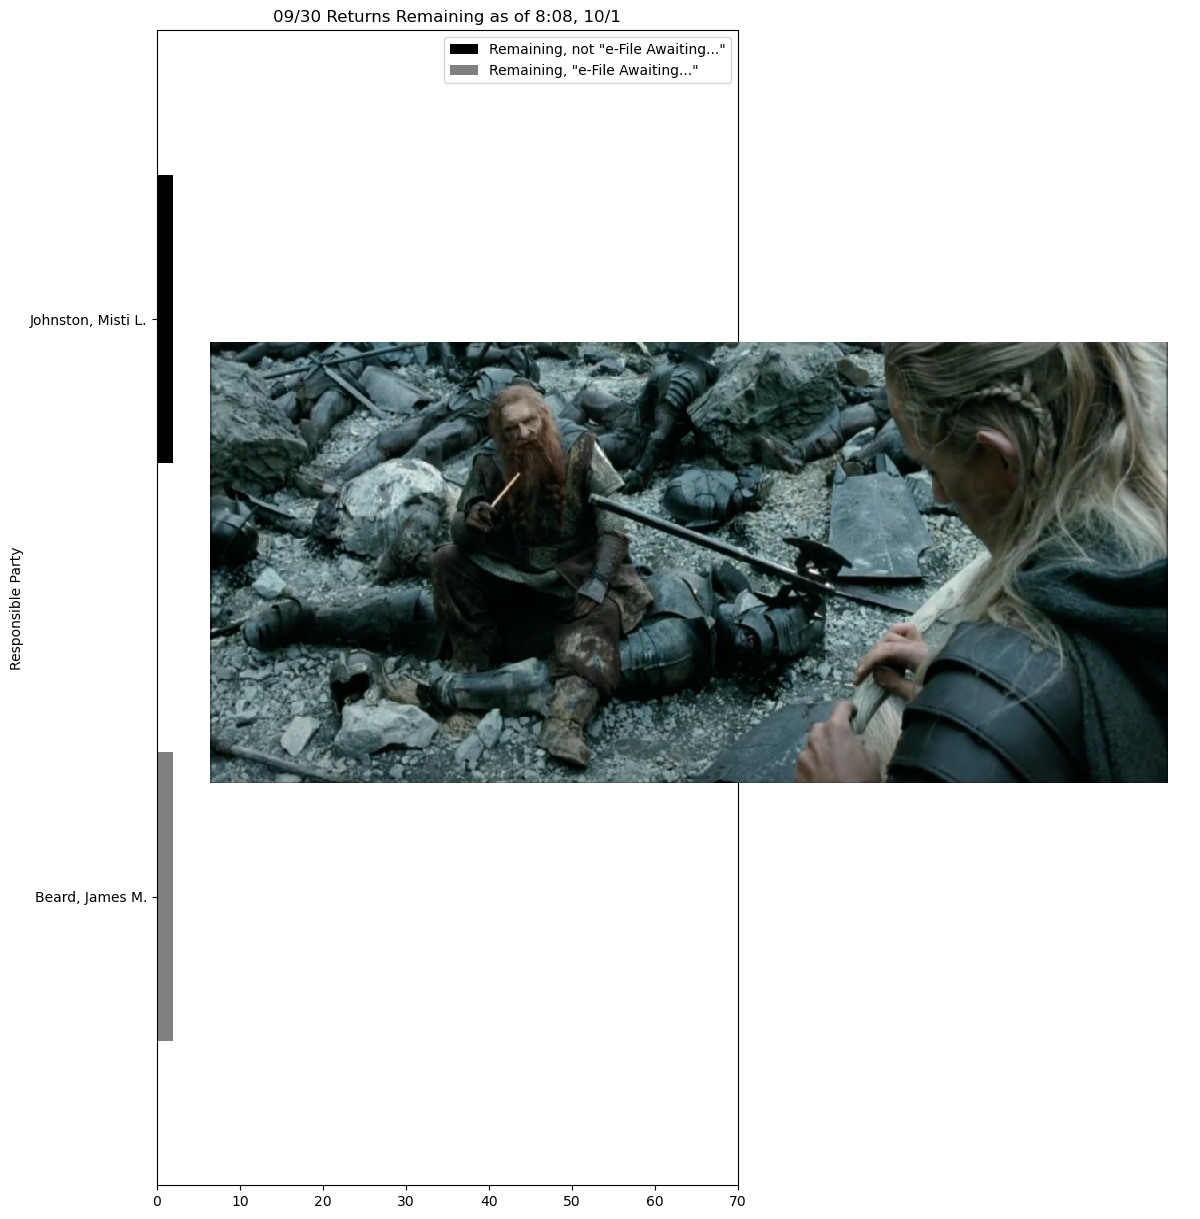 09/30 Returns Remaining as of 8:08, 10/1
Remaining, not "e-File Awaiting..."
Remaining, "e-File Awaiting..."
Johnston, Misti L.
Responsible Party
Beard, James M.
0 10 20 30 40 50 60 70